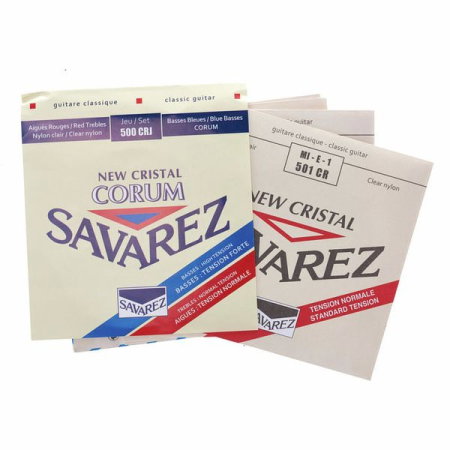 guitare classique classic guitar
Aiguës Rouges / Red Trebles
Nylon clair / Clear nylon
Jeu / Set
500 CRJ
Basses Bleues / Blue Basses
CORUM
NEW CRISTAL
CORUM
SAVAREZ
BASSES : HIGH TENSION
BASSES : TENSION FORTE
TREBLES : NORMAL TENSION
AIGUES : TENSION NORMALE
SAVAREZ
guitare classique - classic guitar
MI - E - 1
501 CR
Clear nylon
NEW CRISTAL
VAREZ
SAVAREZ
TENSION NORMALE
STANDARD TENSION